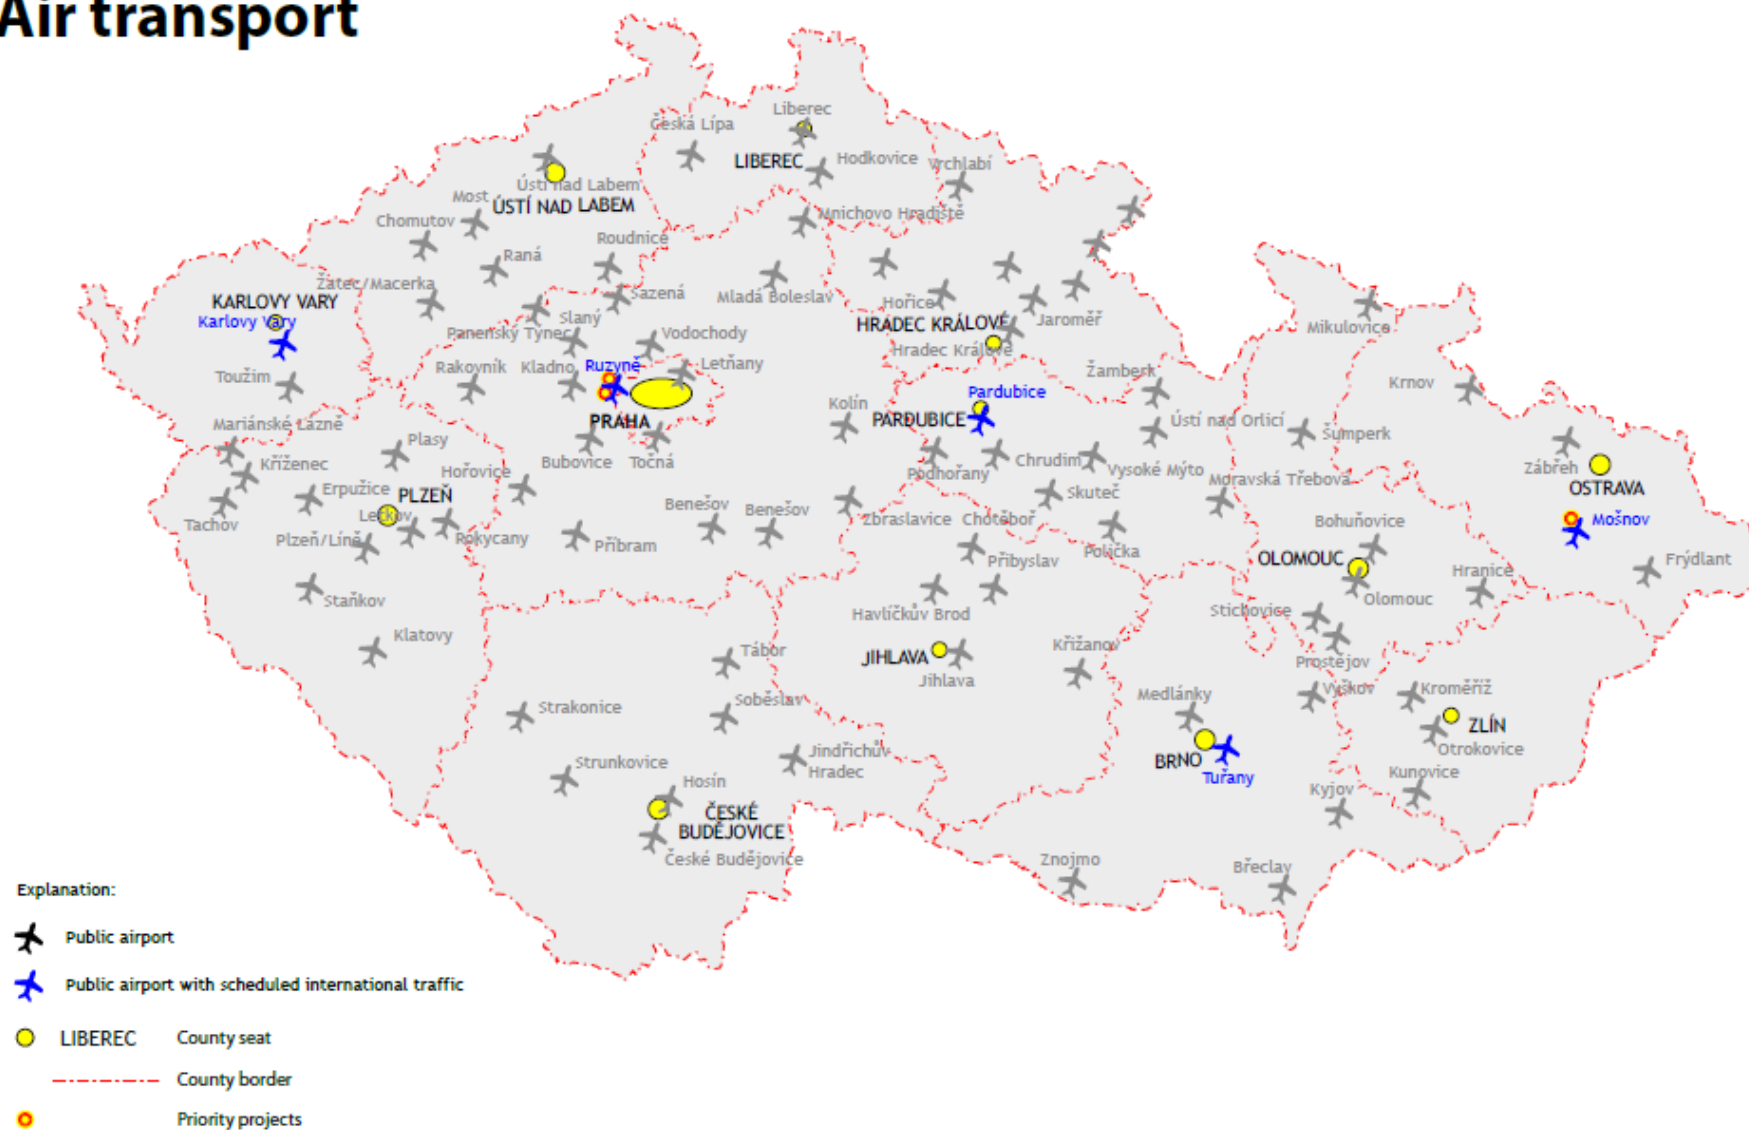 Air transport
Liberec
Česká Lípa
LIBEREC
Hodkovice
Vrchlabí
Ústí nad Labem
ÚSTÍ NAD LABEM
Most
Chomutov
Mnichovo Hradiště
Roudnice
Raná
Žatec/Macerka
Sazená
Mladá Boleslav
KARLOVY VARY
Karlovy Vary
Panenský Týnec
Slaný
Vodochody
Hořice
HRADEC KRÁLOVÉ
Hradec Králové
Jaroměř
Mikulovice
Toužim
Rakovník
Kladno
Ruzyně
Letňany
PRAHA
Kolín
Pardubice
PARDUBICE
Žamberk
Krnov
Mariánské Lázně
Plasy
Bubovice
Točná
Ústí nad Orlicí
Šumperk
Kříženec
Hořovice
Podhořany
Chrudim
Vysoké Mýto
Moravská Třebová
Zábřeh
OSTRAVA
Erpužice
PLZEŇ
Letkov
Tachov
Plzeň/Líně
Rokycany
Benešov
Benešov
Příbram
Zbraslavice
Chotěboř
Skuteč
Polička
Bohuňovice
Mošnov
Přibyslav
OLOMOUC
Olomouc
Hranice
Frýdlant
Staňkov
Havlíčkův Brod
Stichovice
Klatovy
Tábor
JIHLAVA
Jihlava
Křižanov
Prostějov
Strakonice
Soběslav
Medlánky
Vyškov
Kroměříž
ZLÍN
Otrokovice
Strunkovice
Jindřichův
Hradec
BRNO
Tuřany
Kunovice
Hosín
ČESKÉ
BUDĚJOVICE
České Budějovice
Kyjov
Znojmo
Břeclav
Explanation:
Public airport
Public airport with scheduled international traffic
LIBEREC County seat
County border
Priority projects